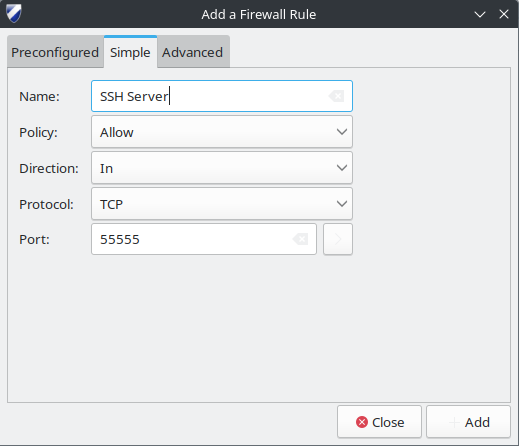 Add a Firewall Rule
Preconfigured Simple Advanced
Name: SSH Server
Policy: Allow
Direction: In
Protocol: TCP
Port: 55555
Close Add